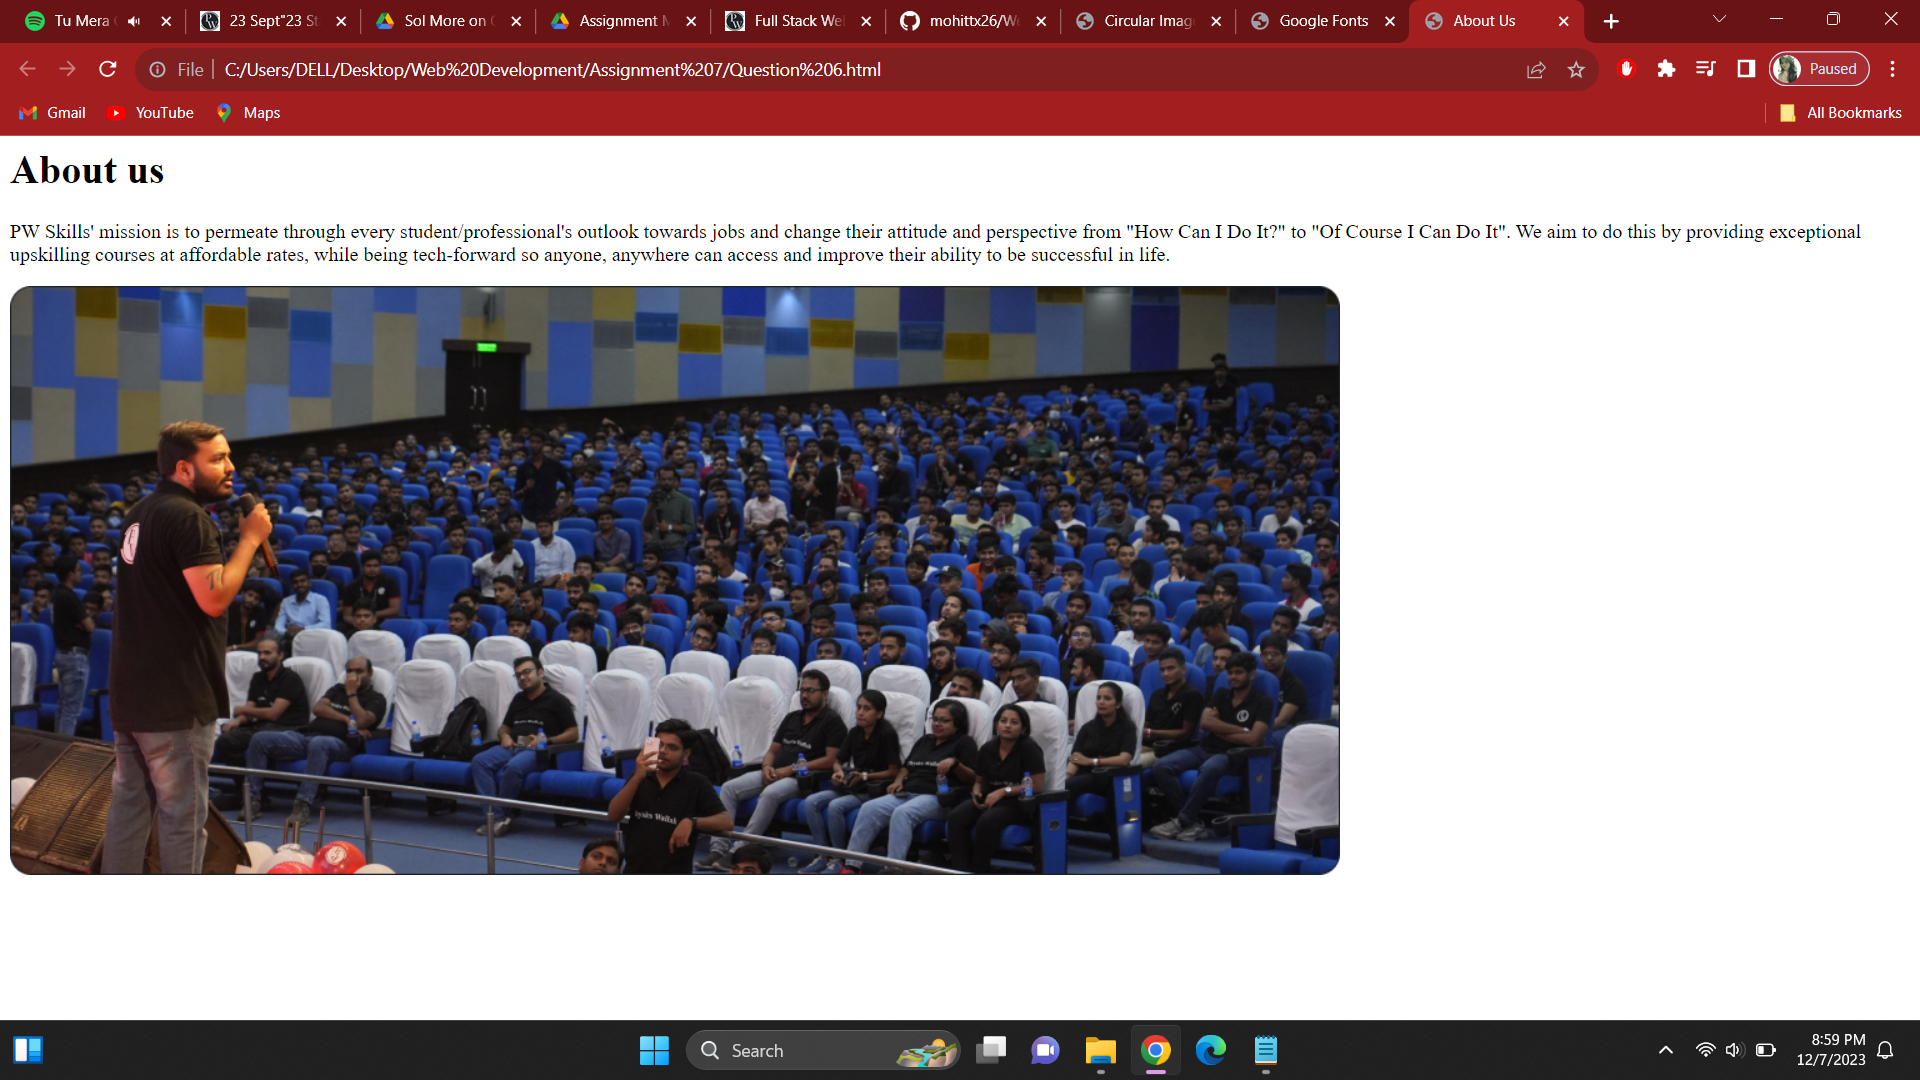 Tu Mera
23 Sept"23 St
Sol More on
Assignment
Full Stack We
mohittx26/We
Circular Imag
Google Fonts
About Us
File
C:/Users/DELL/Desktop/Web%20Development/Assignment%207/Question%206.html
Paused
Gmail
YouTube
Maps
All Bookmarks
About us
PW Skills' mission is to permeate through every student/professional's outlook towards jobs and change their attitude and perspective from "How Can I Do It?" to "Of Course I Can Do It". We aim to do this by providing exceptional
upskilling courses at affordable rates, while being tech-forward so anyone, anywhere can access and improve their ability to be successful in life.
Search
8:59 PM
12/7/2023